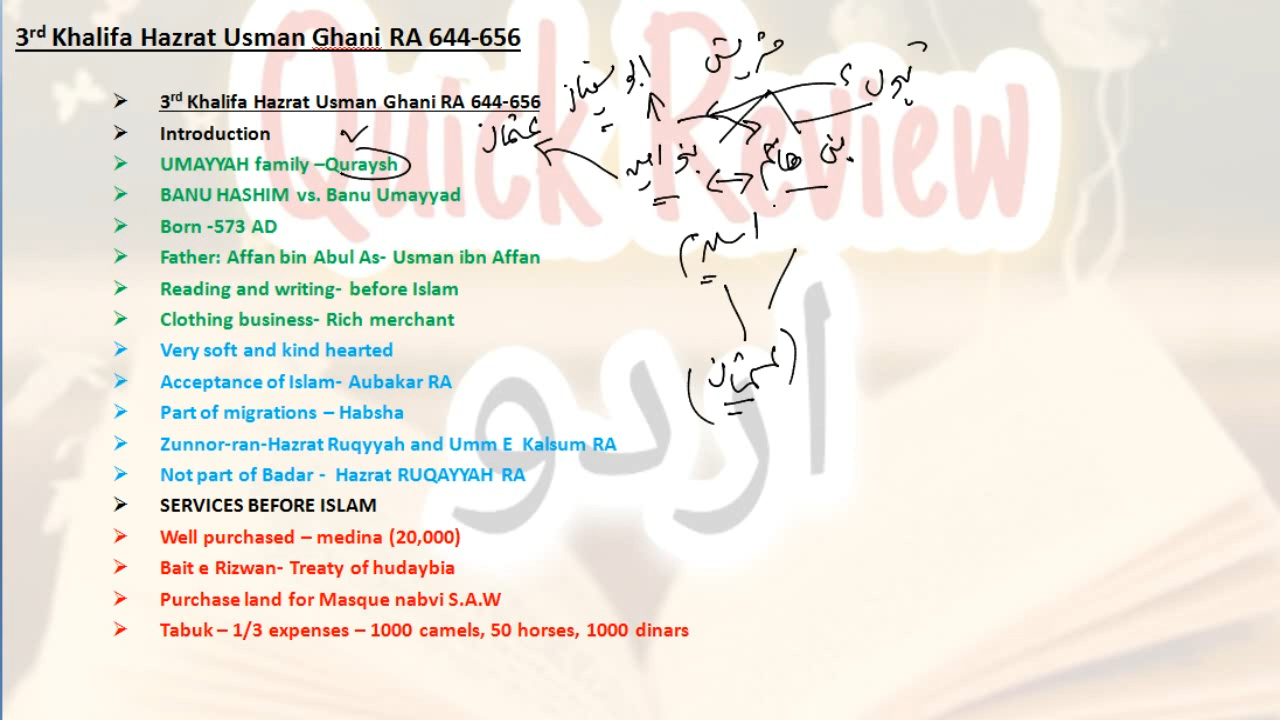 3rd Khalifa Hazrat Usman Ghani RA 644-656
3rd Khalifa Hazrat Usman Ghani RA 644-656
Introduction
UMAYYAH family –Quraysh
BANU HASHIM vs. Banu Umayyad
Born -573 AD
Father: Affan bin Abul As- Usman ibn Affan
Reading and writing- before Islam
Clothing business- Rich merchant
Very soft and kind hearted
Acceptance of Islam- Aubakar RA
Part of migrations – Habsha
Zunnor-ran-Hazrat Ruqyyah and Umm E Kalsum RA
Not part of Badar - Hazrat RUQAYYAH RA
SERVICES BEFORE ISLAM
Well purchased – medina (20,000)
Bait e Rizwan- Treaty of hudaybia
Purchase land for Masque nabvi S.A.W
Tabuk – 1/3 expenses – 1000 camels, 50 horses, 1000 dinars
Quick Review
اردو
قریش
ابو سفیان
عثمان
بنو امیہ
بنی ھاشم
(عثمان)